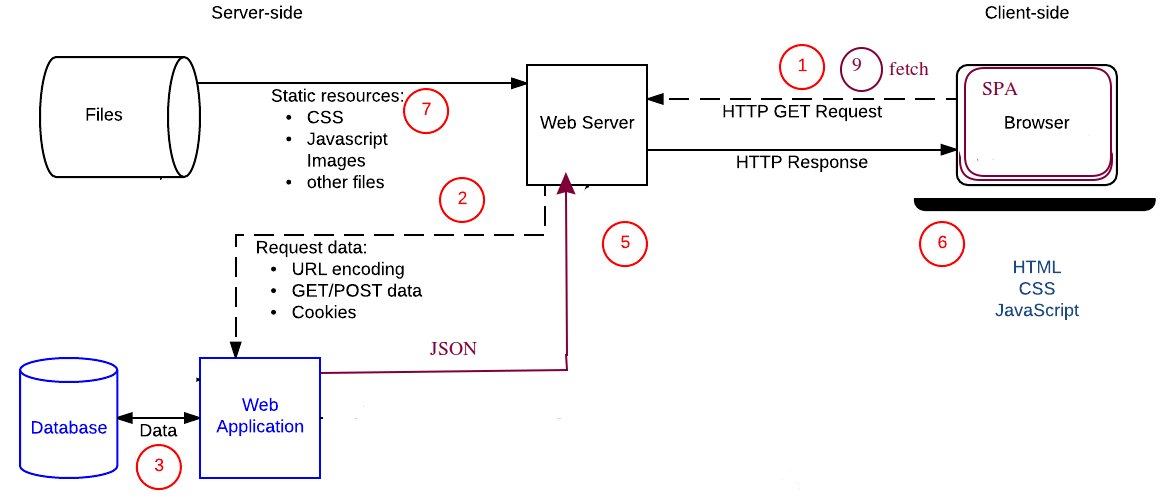 Server-side
Client-side
Files
Static resources:
• CSS
• Javascript
Images
• other files
7
Web Server
1
9
fetch
HTTP GET Request
HTTP Response
SPA
Browser
2
Request data:
• URL encoding
• GET/POST data
• Cookies
5
6
HTML
CSS
JavaScript
JSON
Database
Data
3
Web
Application